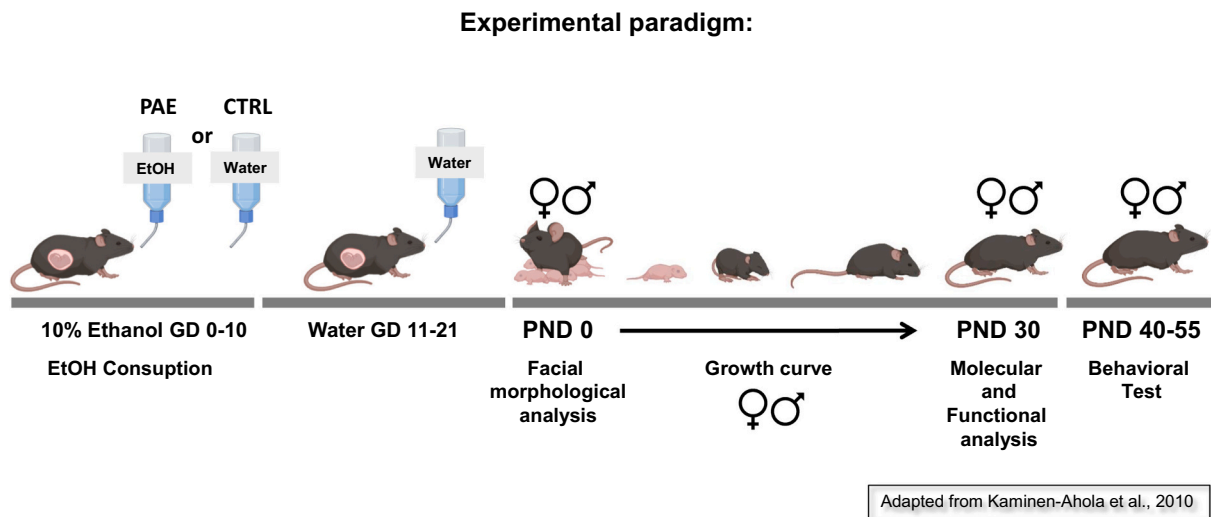 Experimental paradigm:
PAE
or
CTRL
EtOH
Water
Water
10% Ethanol GD 0-10
EtOH Consuption
Water GD 11-21
PND 0
Facial
morphological
analysis
Growth curve
PND 30
Molecular
and
Functional
analysis
PND 40-55
Behavioral
Test
Adapted from Kaminen-Ahola et al., 2010